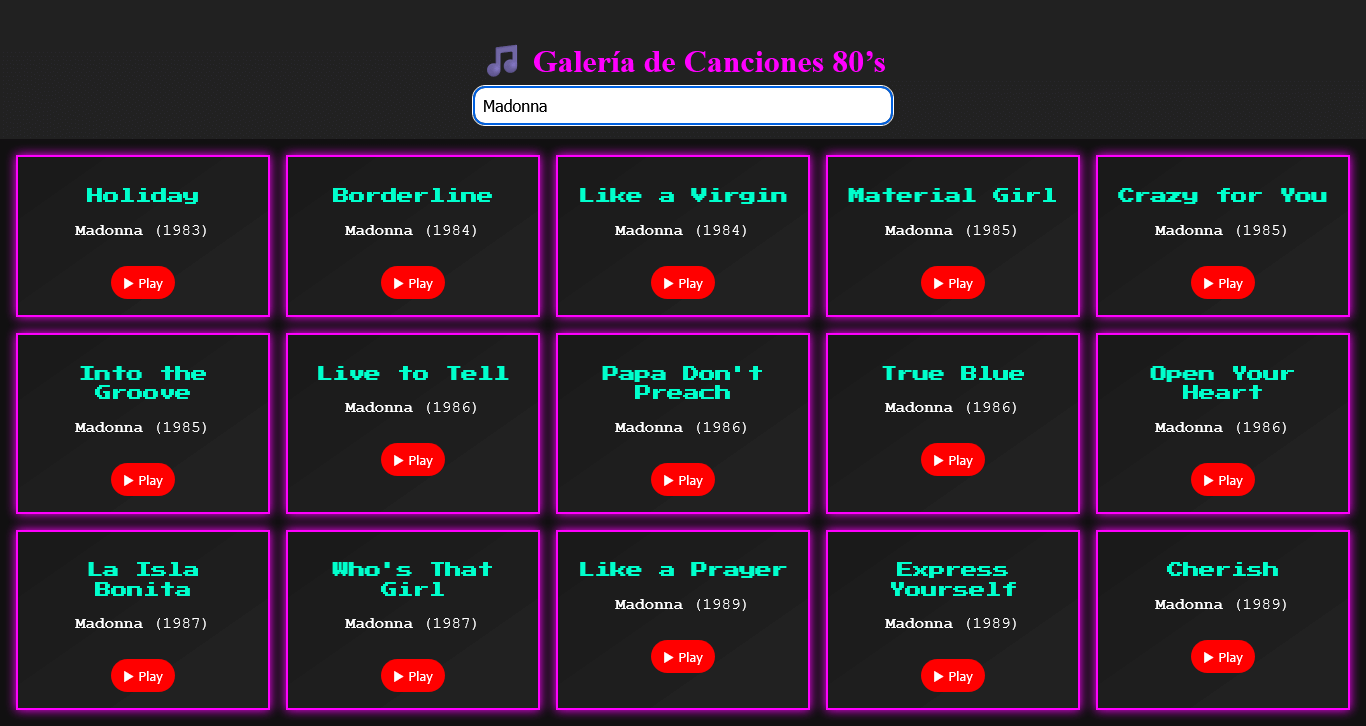 🎵 Galería de Canciones 80’s
Madonna
Holiday
Madonna (1983)
▶ Play
Borderline
Madonna (1984)
▶ Play
Like a Virgin
Madonna (1984)
▶ Play
Material Girl
Madonna (1985)
▶ Play
Crazy for You
Madonna (1985)
▶ Play
Into the
Groove
Madonna (1985)
▶ Play
Live to Tell
Madonna (1986)
▶ Play
Papa Don't
Preach
Madonna (1986)
▶ Play
True Blue
Madonna (1986)
▶ Play
Open Your
Heart
Madonna (1986)
▶ Play
La Isla
Bonita
Madonna (1987)
▶ Play
Who's That
Girl
Madonna (1987)
▶ Play
Like a Prayer
Madonna (1989)
▶ Play
Express
Yourself
Madonna (1989)
▶ Play
Cherish
Madonna (1989)
▶ Play